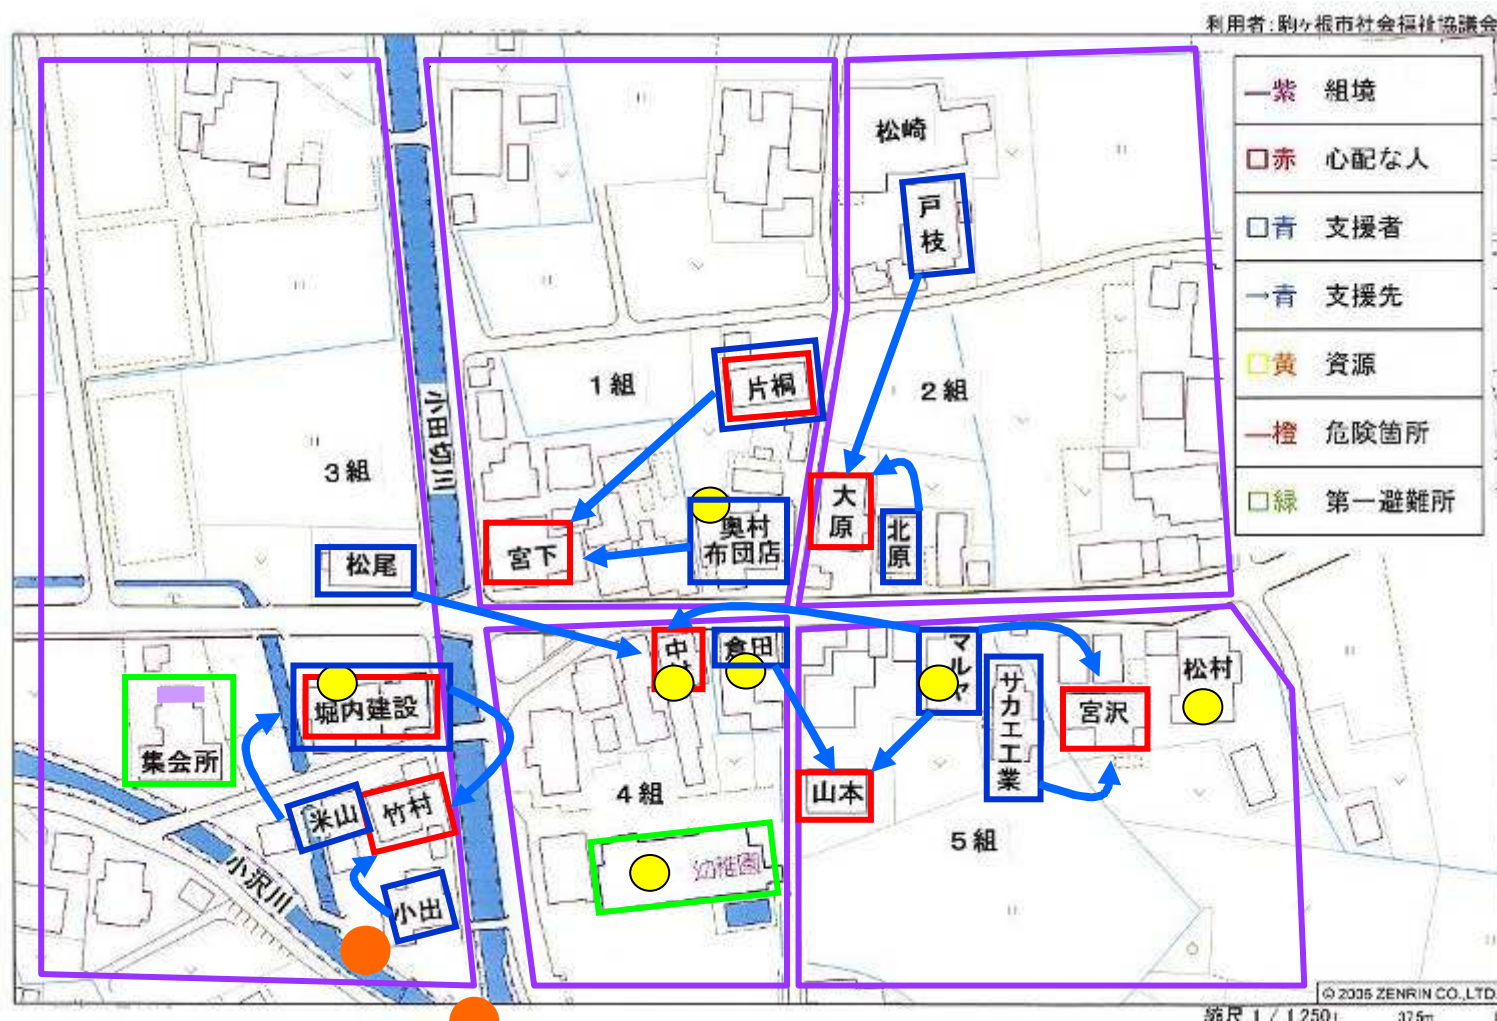 利用者:駒ヶ根市社会福祉協議会
紫 組境
赤 心配な人
青 支援者
青 支援先
黄 資源
橙 危険箇所
緑 第一避難所
松崎
戸枝
1組
片桐
2組
小田切川
3組
大原
北原
奥村
布団店
宮下
松尾
中
倉田
マルヤ
サカエ工業
松村
宮沢
堀内建設
集会所
山本
4組
米山
竹村
5組
幼稚園
小沢川
小出
© 2005 ZENRIN CO.,LTD.
縮尺 1 / 1,250
37.5m